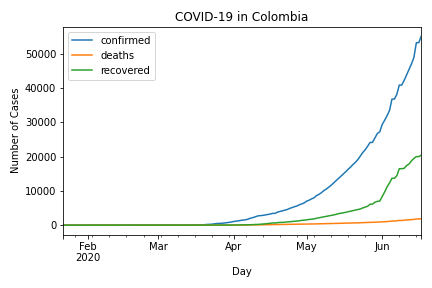 COVID-19 in Colombia
confirmed
deaths
recovered
Number of Cases
50000
40000
30000
20000
10000
0
Feb
2020
Mar
Apr
May
Jun
Day